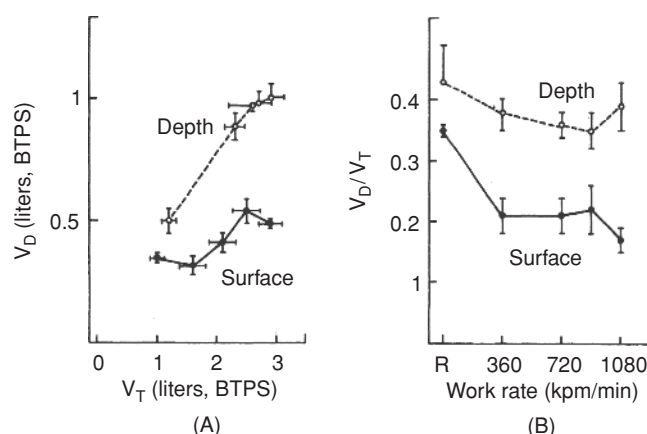 V_D (liters, BTPS)
1
0.5
Depth
Surface
0
1
2
3
V_T (liters, BTPS)
(A)
V_D/V_T
0.4
0.3
0.2
1
Depth
Surface
R
360
720
1080
Work rate (kpm/min)
(B)